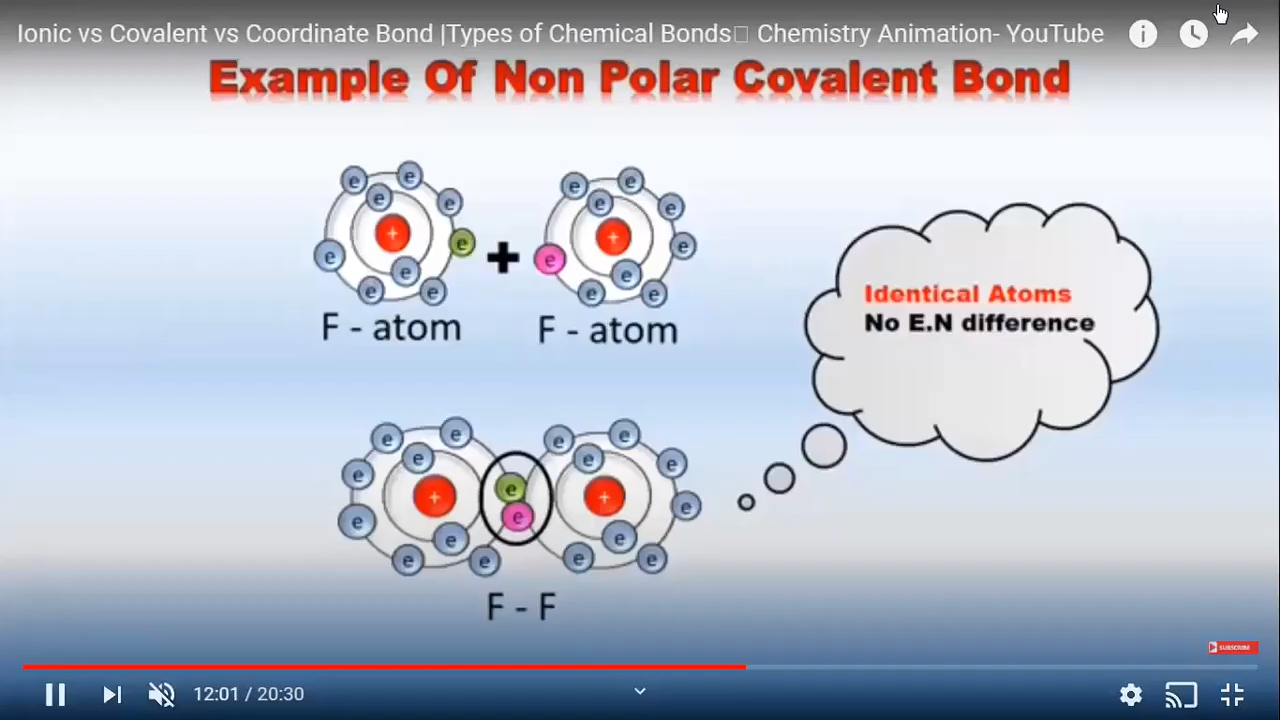 Ionic vs Covalent vs Coordinate Bond |Types of Chemical Bonds▯ Chemistry Animation- YouTube
Example Of Non Polar Covalent Bond
e e
e e e e
e e e e
+ + +
e e e e
e e e e
F - atom F - atom
Identical Atoms
No E.N difference
e e e e
e e e e
e + e + e
e e
e e e e
e e e e
F - F
SUBSCRIBE
12:01 / 20:30